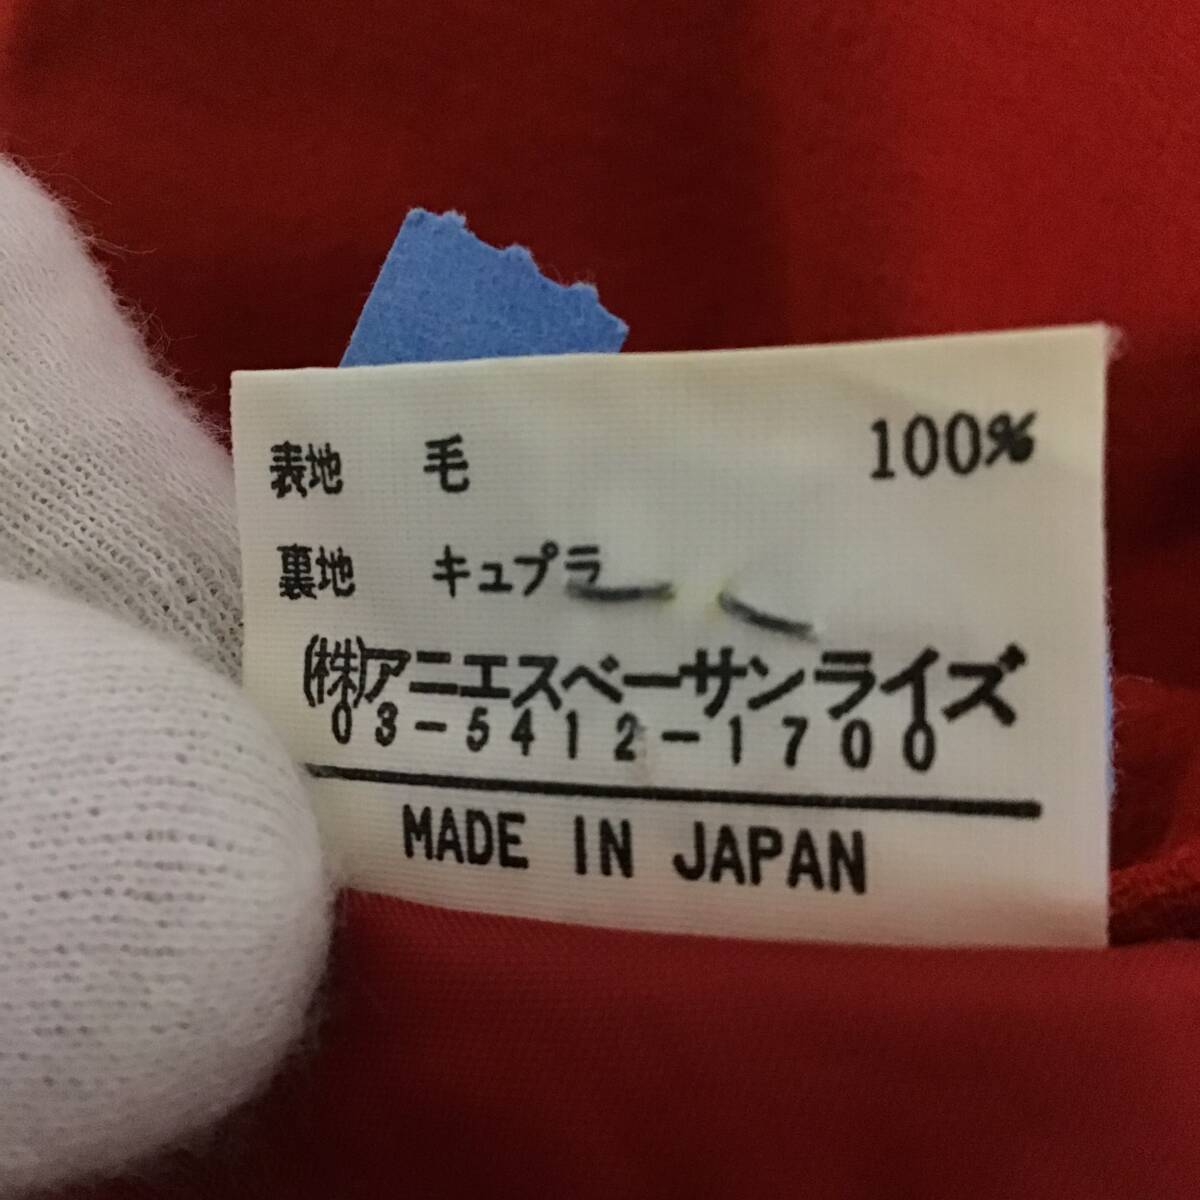 表地 毛 100%
裏地 キュプラ
(株)アニエスベーサンライズ
03-5412-1700
MADE IN JAPAN